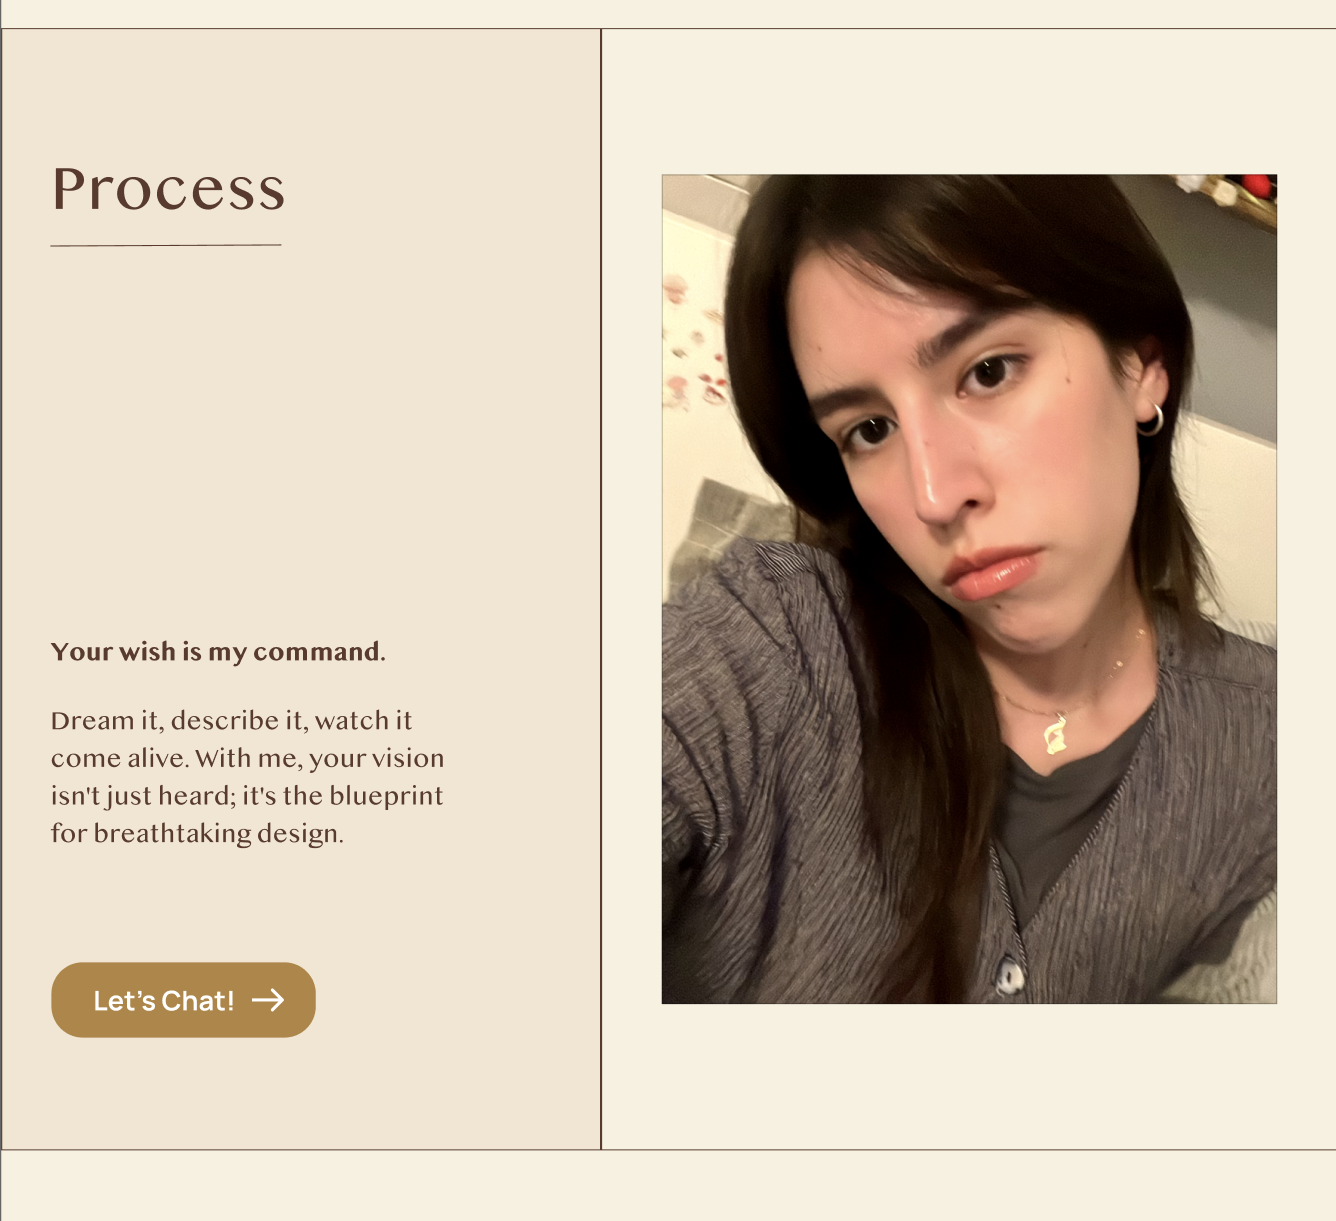 Process
Your wish is my command.
Dream it, describe it, watch it
come alive. With me, your vision
isn't just heard; it's the blueprint
for breathtaking design.
Let’s Chat! →